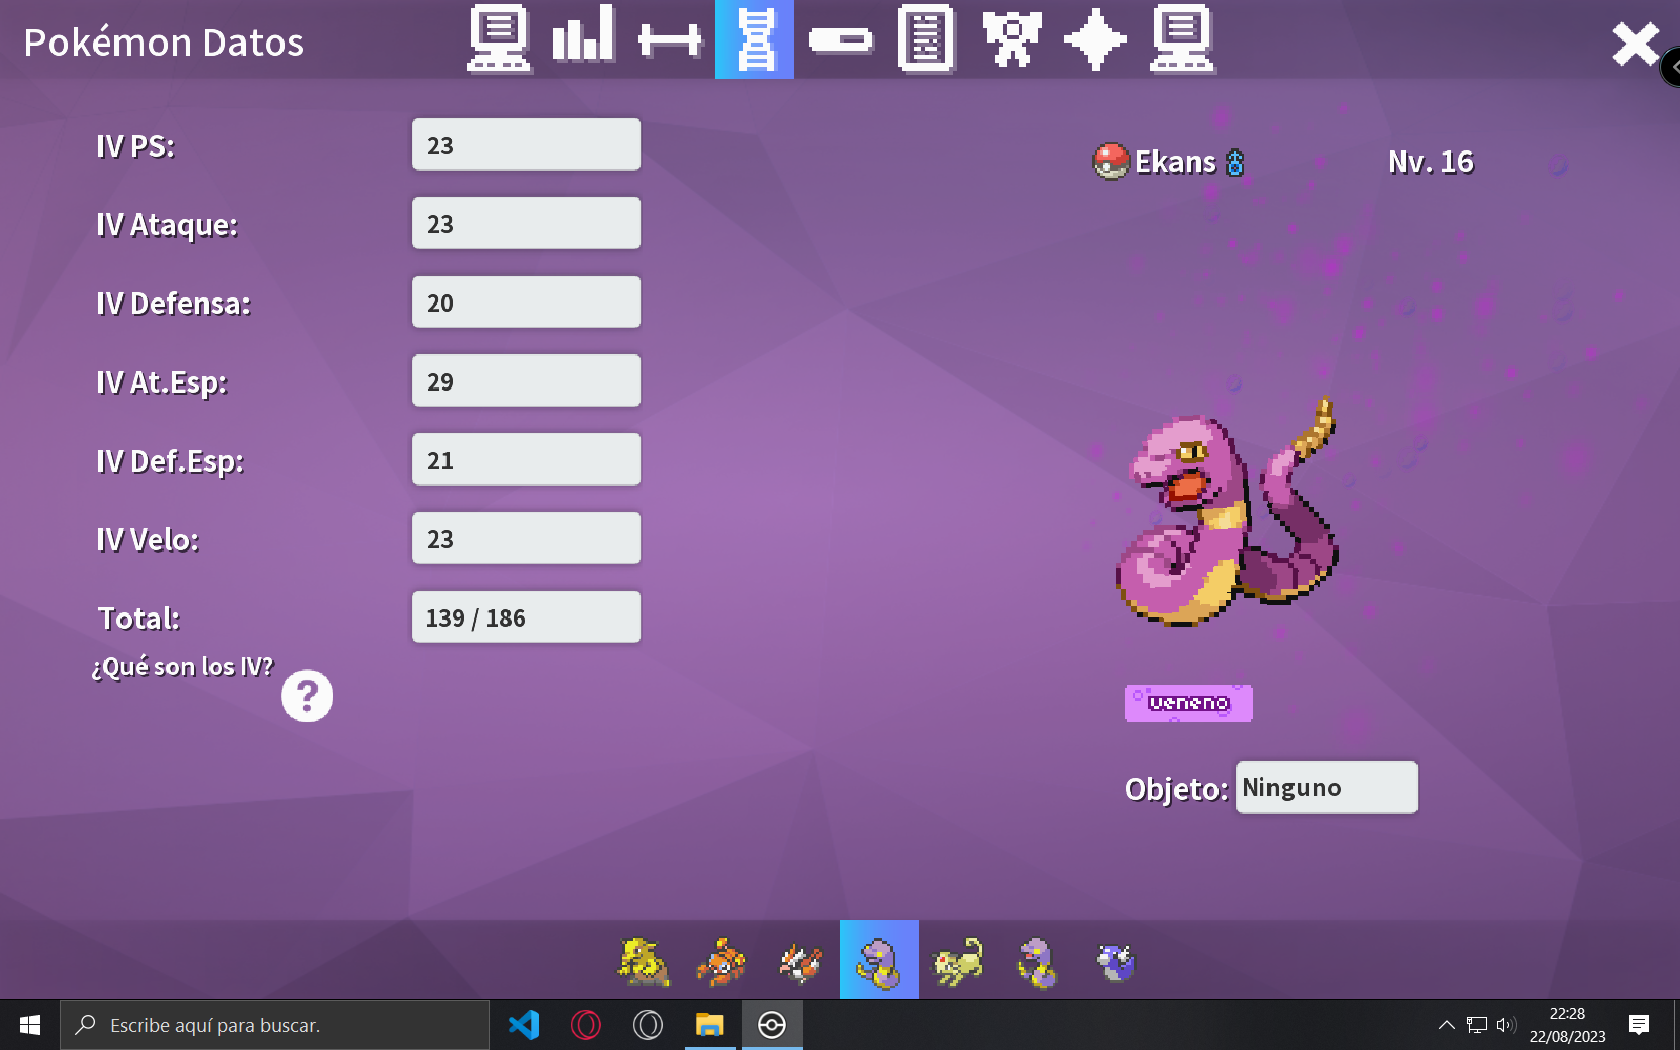 Pokémon Datos
IV PS:
23
IV Ataque:
23
IV Defensa:
20
IV At.Esp:
29
IV Def.Esp:
21
IV Velo:
23
Total:
139 / 186
¿Qué son los IV?
?
Ekans
Nv. 16
veneno
Objeto:
Ninguno
Escribe aquí para buscar.
22:28
22/08/2023